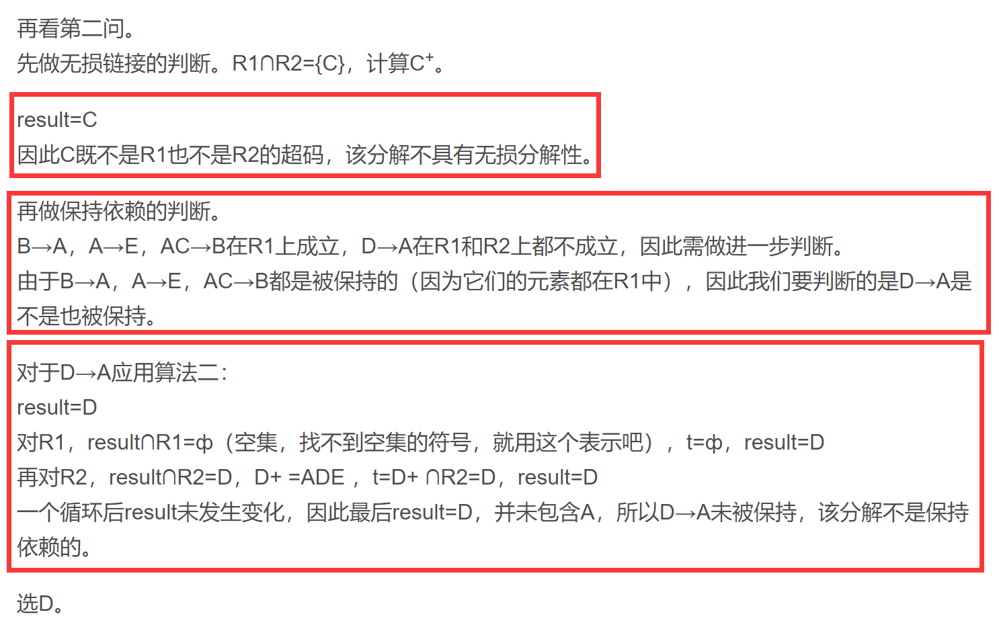 再看第二问。
先做无损链接的判断。R1∩R2={C}，计算C⁺。
result=C
因此C既不是R1也不是R2的超码，该分解不具有无损分解性。
再做保持依赖的判断。
B→A，A→E，AC→B在R1上成立，D→A在R1和R2上都不成立，因此需做进一步判断。
由于B→A，A→E，AC→B都是被保持的（因为它们的元素都在R1中），因此我们要判断的是D→A是
不是也被保持。
对于D→A应用算法二：
result=D
对R1，result∩R1=ф（空集，找不到空集的符号，就用这个表示吧），t=ф，result=D
再对R2，result∩R2=D，D+ =ADE ，t=D+ ∩R2=D，result=D
一个循环后result未发生变化，因此最后result=D，并未包含A，所以D→A未被保持，该分解不是保持
依赖的。
选D。